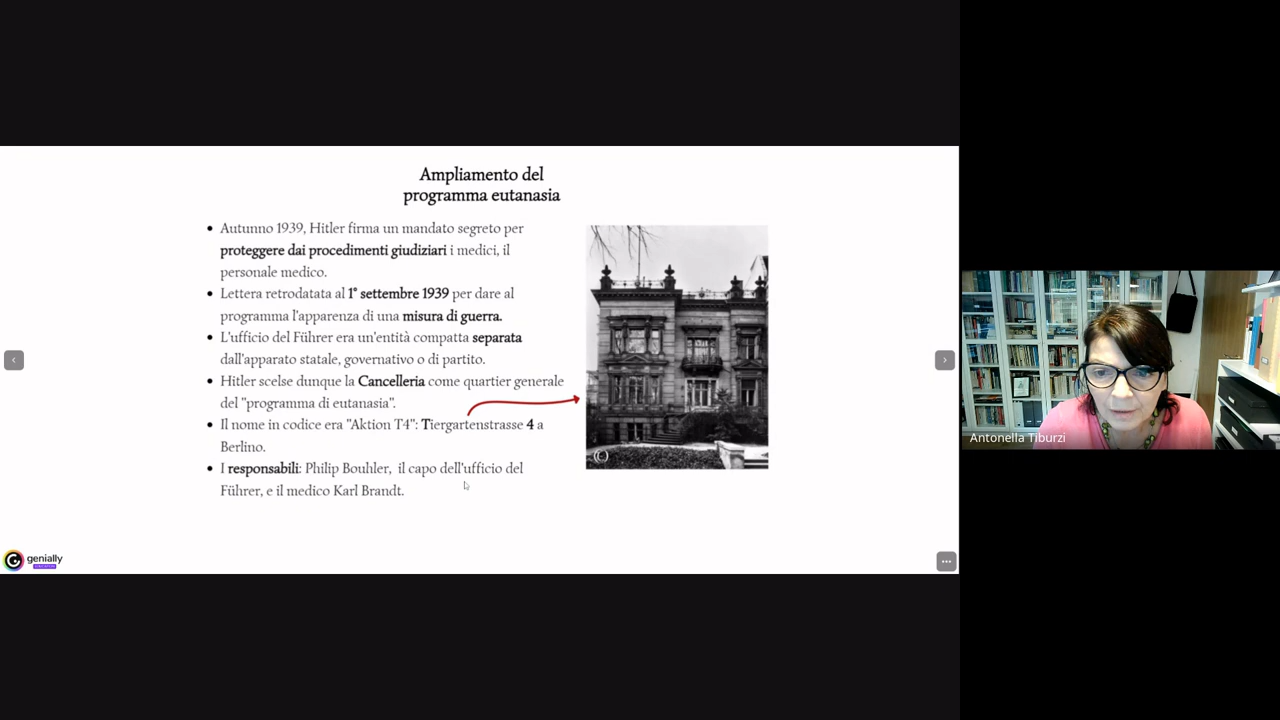 Ampliamento del
programma eutanasia
• Autunno 1939, Hitler firma un mandato segreto per
proteggere dai procedimenti giudiziari i medici, il
personale medico.
• Lettera retrodatata al 1° settembre 1939 per dare al
programma l'apparenza di una misura di guerra.
• L'ufficio del Führer era un'entità compatta separata
dall'apparato statale, governativo o di partito.
• Hitler scelse dunque la Cancelleria come quartier generale
del "programma di eutanasia".
• Il nome in codice era "Aktion T4": Tiergartenstrasse 4 a
Berlino.
• I responsabili: Philip Bouhler, il capo dell'ufficio del
Führer, e il medico Karl Brandt.
(C)
genially
Antonella Tiburzi